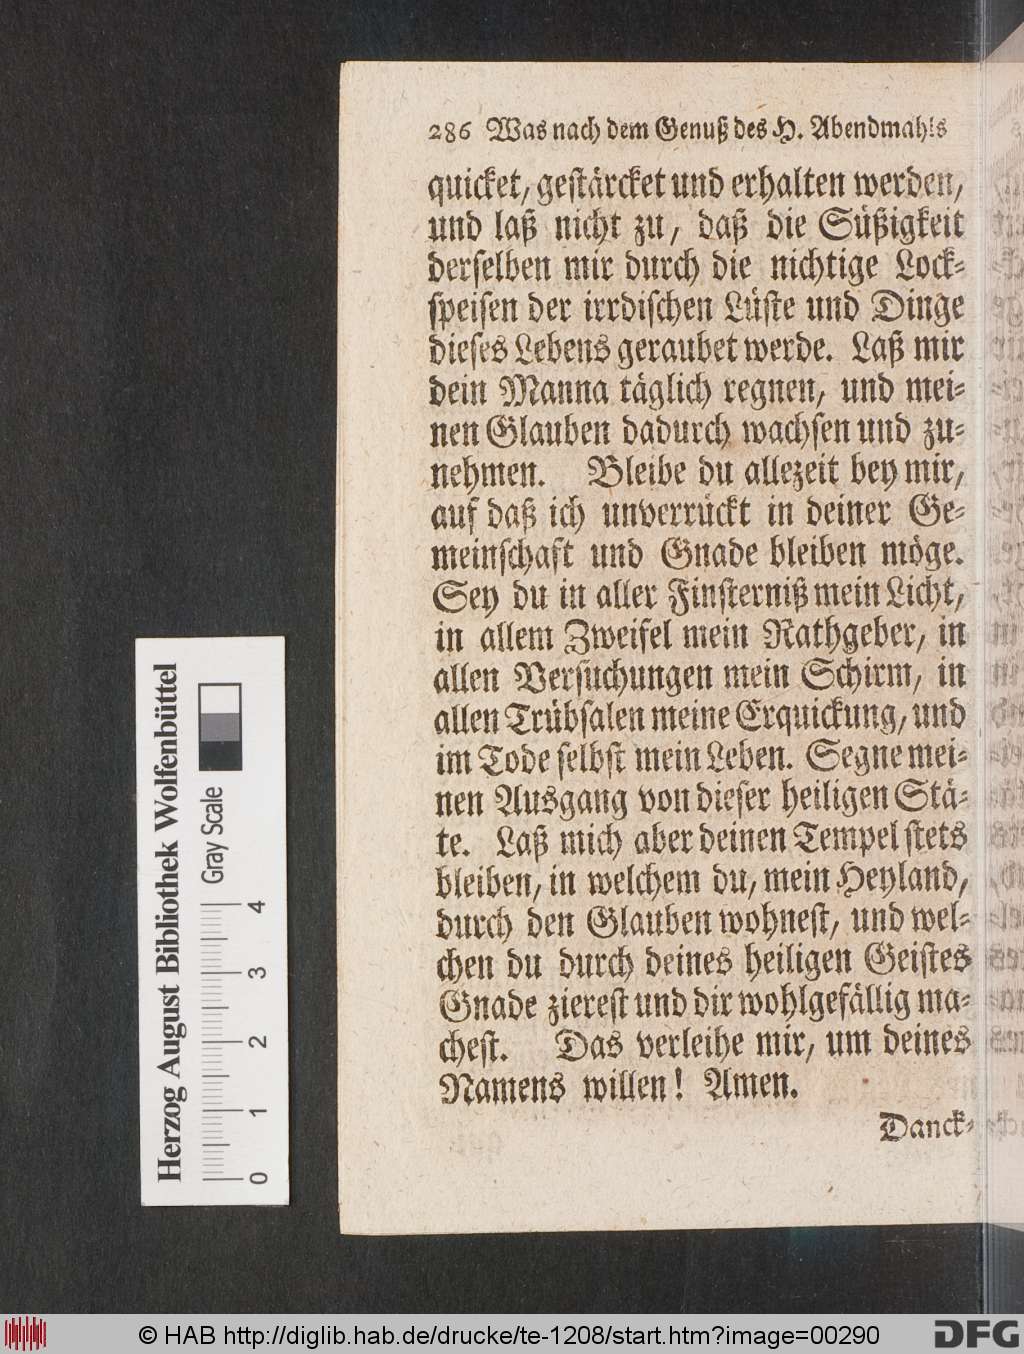 286 Was nach dem Genuß des H. Abendmahls
quicket, gestärcket und erhalten werden,
und laß nicht zu, daß die Süßigkeit
derselben mir durch die nichtige Lock-
speisen der irrdischen Lüste und Dinge
dieses Lebens geraubet werde. Laß mir
dein Manna täglich regnen, und mei-
nen Glauben dadurch wachsen und zu-
nehmen. Bleibe du allezeit bey mir,
auf daß ich unverrückt in deiner Ge-
meinschaft und Gnade bleiben möge.
Sey du in aller Finsterniß mein Licht,
in allem Zweifel mein Rathgeber, in
allen Versuchungen mein Schirm, in
allen Trübsalen meine Erquickung, und
im Tode selbst mein Leben. Segne mei-
nen Ausgang von dieser heiligen Stä-
te. Laß mich aber deinen Tempel stets
bleiben, in welchem du, mein Heyland,
durch den Glauben wohnest, und wel-
chen du durch deines heiligen Geistes
Gnade zierest und dir wohlgefällig ma-
chest. Das verleihe mir, um deines
Namens willen! Amen.
Danck-
Herzog August Bibliothek Wolfenbüttel
Gray Scale
0 1 2 3 4
© HAB http://diglib.hab.de/drucke/te-1208/start.htm?image=00290
DFG